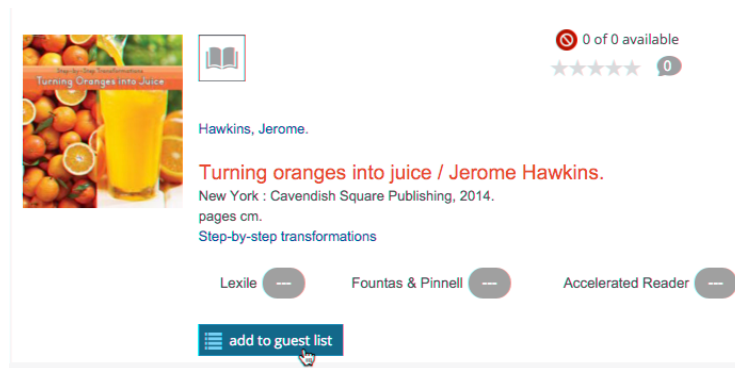 0 of 0 available
0
Step-by-Step Transformations
Turning Oranges into Juice
Hawkins, Jerome.
Turning oranges into juice / Jerome Hawkins.
New York : Cavendish Square Publishing, 2014.
pages cm.
Step-by-step transformations
Lexile --- Fountas & Pinnell --- Accelerated Reader ---
add to guest list